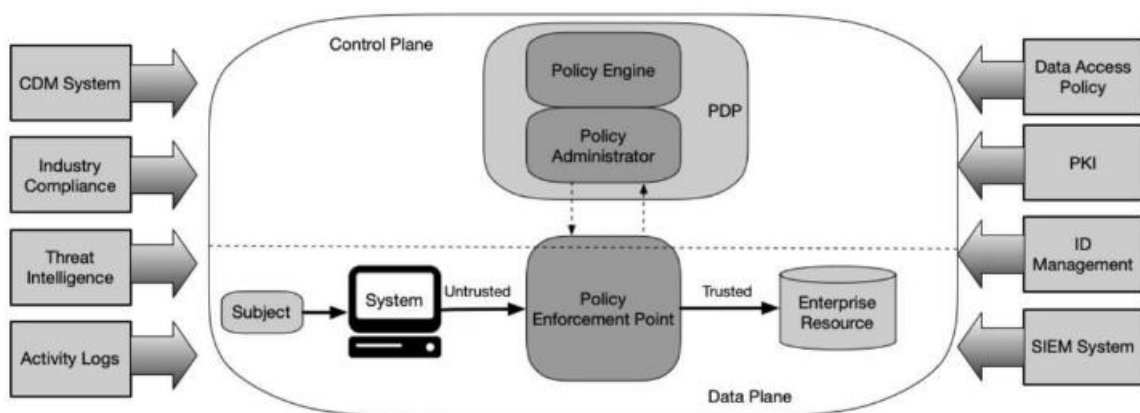 Control Plane
CDM System
Industry
Compliance
Threat
Intelligence
Activity Logs
Policy Engine
PDP
Policy
Administrator
Subject
System
Untrusted
Policy
Enforcement Point
Trusted
Enterprise
Resource
Data Plane
Data Access
Policy
PKI
ID
Management
SIEM System